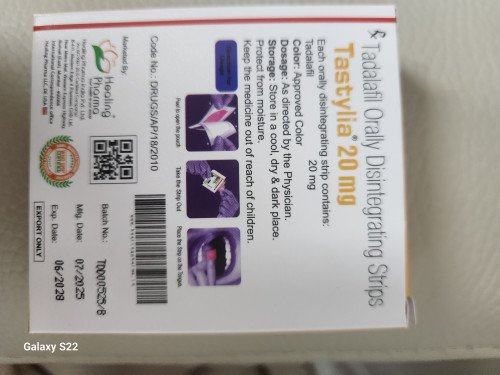 ℞ Tadalafil Orally Disintegrating Strips
Tastylia® 20 mg
Each orally disintegrating strip contains:
Tadalafil 20 mg
Color: Approved Color
Dosage: As directed by the Physician.
Storage: Store in a cool, dry & dark place.
Protect from moisture.
Keep the medicine out of reach of children.
Peel to open the pouch
Take the Strip Out
Place the Strip on the Tongue.
Code No.: DRUGS/AP/18/2010
Marketed By:
Healing
Pharma
Batch No.: TD000525/B
Mfg. Date: 07/2025
Exp. Date: 06/2028
EXPORT ONLY
Galaxy S22